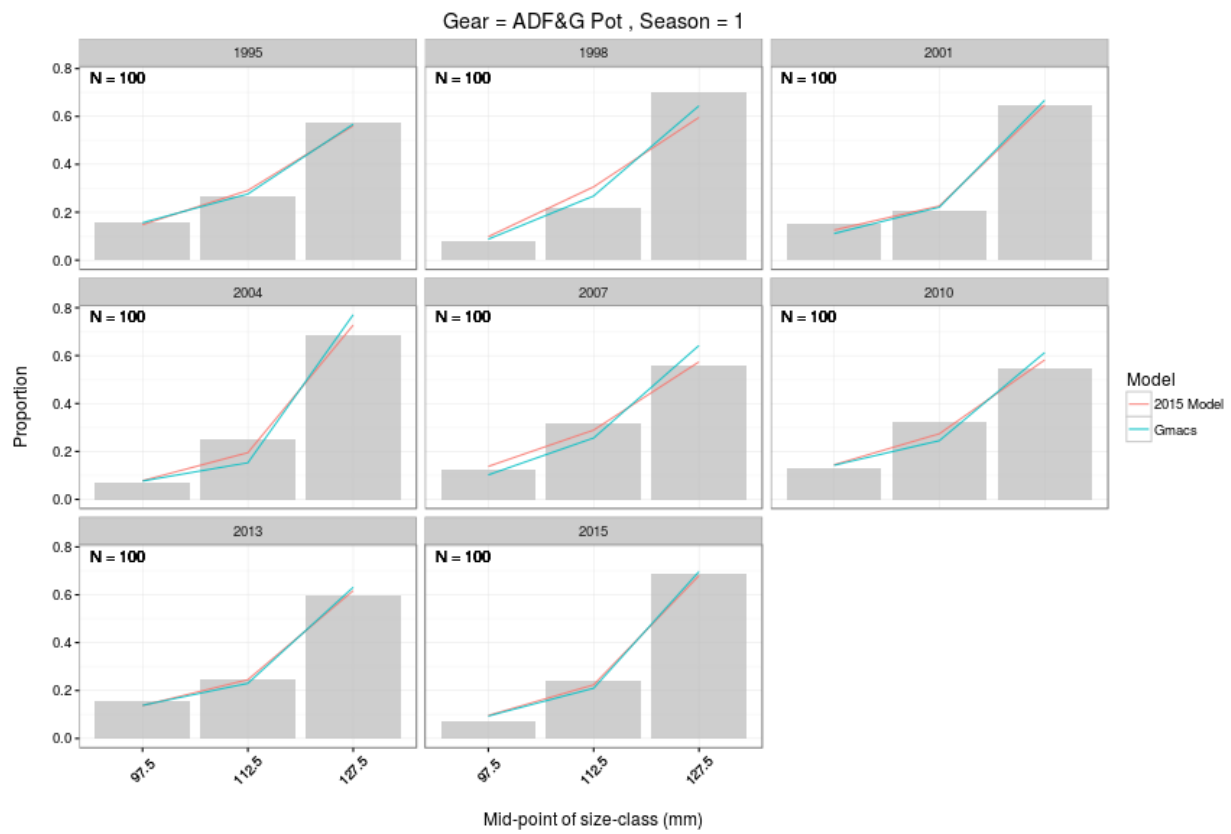 Gear = ADF&G Pot , Season = 1
1995 1998 2001
N = 100 N = 100 N = 100
0.8
0.6
0.4
0.2
0.0
2004 2007 2010
N = 100 N = 100 N = 100
0.8
0.6
0.4
0.2
0.0
2013 2015
N = 100 N = 100
0.8
0.6
0.4
0.2
0.0
97.5 112.5 127.5 97.5 112.5 127.5
Proportion
Mid-point of size-class (mm)
Model
2015 Model
Gmacs